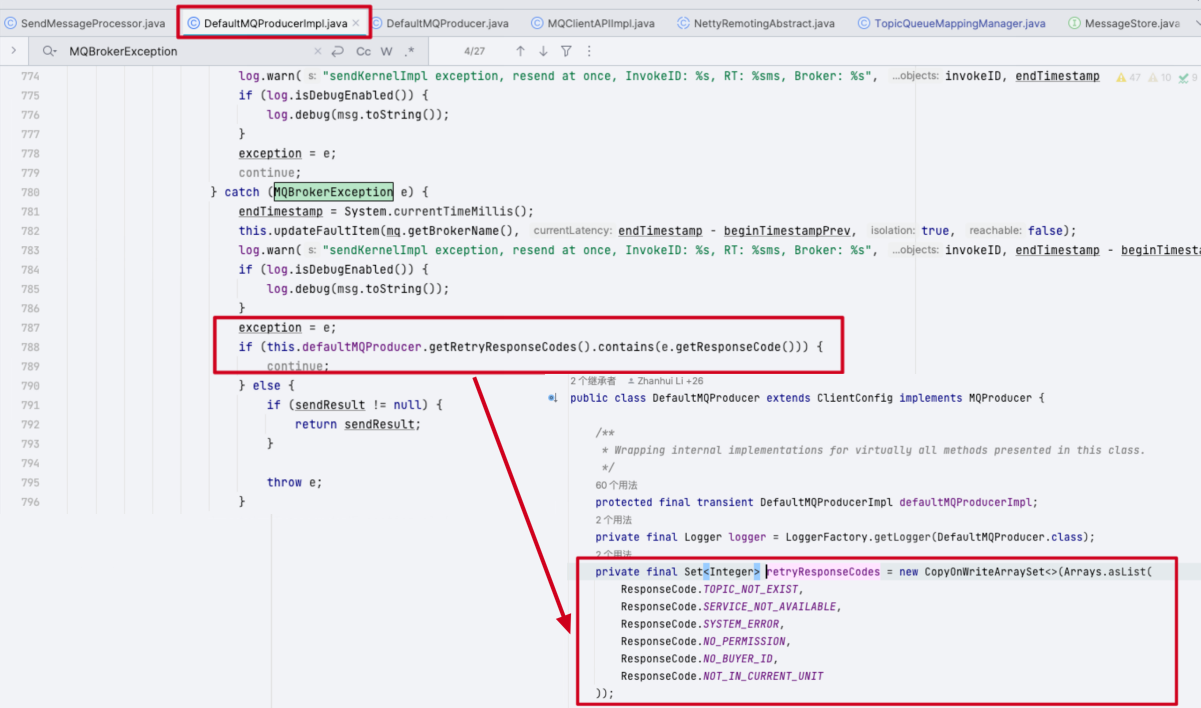 SendMessageProcessor.java DefaultMQProducerImpl.java DefaultMQProducer.java MQClientAPIImpl.java NettyRemotingAbstract.java TopicQueueMappingManager.java MessageStore.java
MQBrokerException Cc W .* 4/27
774 log.warn( s: "sendKernelImpl exception, resend at once, InvokeID: %s, RT: %sms, Broker: %s", …objects: invokeID, endTimestamp 47 10 9
775 if (log.isDebugEnabled()) {
776 log.debug(msg.toString());
777 }
778 exception = e;
779 continue;
780 } catch (MQBrokerException e) {
781 endTimestamp = System.currentTimeMillis();
782 this.updateFaultItem(mq.getBrokerName(), currentLatency: endTimestamp - beginTimestampPrev, isolation: true, reachable: false);
783 log.warn( s: "sendKernelImpl exception, resend at once, InvokeID: %s, RT: %sms, Broker: %s", …objects: invokeID, endTimestamp - beginTimesta
784 if (log.isDebugEnabled()) {
785 log.debug(msg.toString());
786 }
787 exception = e;
788 if (this.defaultMQProducer.getRetryResponseCodes().contains(e.getResponseCode())) {
789 continue;
790 } else {
791 if (sendResult != null) {
792 return sendResult;
793 }
794
795 throw e;
796 }
2个继承者 Zhanhui Li +26
public class DefaultMQProducer extends ClientConfig implements MQProducer {
/**
* Wrapping internal implementations for virtually all methods presented in this class.
*/
60个用法
protected final transient DefaultMQProducerImpl defaultMQProducerImpl;
2个用法
private final Logger logger = LoggerFactory.getLogger(DefaultMQProducer.class);
2个用法
private final Set<Integer> retryResponseCodes = new CopyOnWriteArraySet<>(Arrays.asList(
ResponseCode.TOPIC_NOT_EXIST,
ResponseCode.SERVICE_NOT_AVAILABLE,
ResponseCode.SYSTEM_ERROR,
ResponseCode.NO_PERMISSION,
ResponseCode.NO_BUYER_ID,
ResponseCode.NOT_IN_CURRENT_UNIT
));